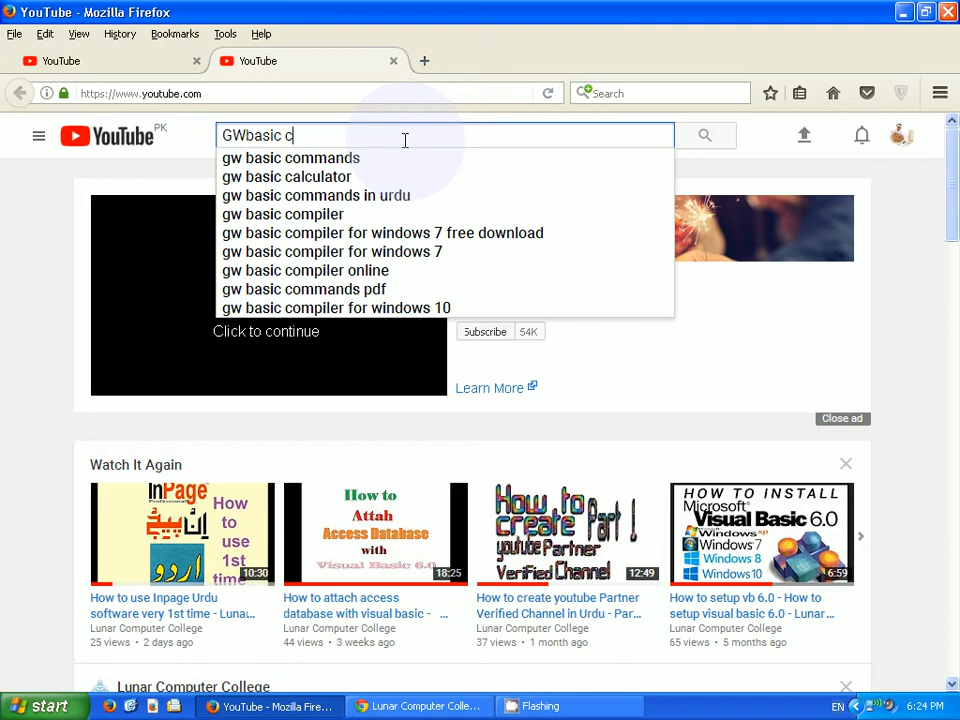 YouTube - Mozilla Firefox
File Edit View History Bookmarks Tools Help
YouTube
YouTube
https://www.youtube.com
Search
YouTube PK
GWbasic c
gw basic commands
gw basic calculator
gw basic commands in urdu
gw basic compiler
gw basic compiler for windows 7 free download
gw basic compiler for windows 7
gw basic compiler online
gw basic commands pdf
gw basic compiler for windows 10
Click to continue
Subscribe 54K
Learn More
Close ad
Watch It Again
InPage
Professional
اِن پیج
اردو
How
to
use
1st
time
10:30
How to
Attah
Access Database
with
Visual Basic 6.0
18:25
How to
create
youtube Partner
Verified Channel
Part 1
12:49
HOW TO INSTALL
Microsoft
Visual Basic 6.0
Windows xp
Windows 7
Windows 8
Windows 10
6:59
How to use Inpage Urdu
software very 1st time - Luna...
Lunar Computer College
25 views • 2 days ago
How to attach access
database with visual basic - ...
Lunar Computer College
44 views • 3 weeks ago
How to create youtube Partner
Verified Channel in Urdu - Par...
Lunar Computer College
37 views • 1 month ago
How to setup vb 6.0 - How to
setup visual basic 6.0 - Lunar...
Lunar Computer College
65 views • 5 months ago
Lunar Computer College
start
YouTube - Mozilla Fire...
Lunar Computer Colle...
Flashing
EN
6:24 PM